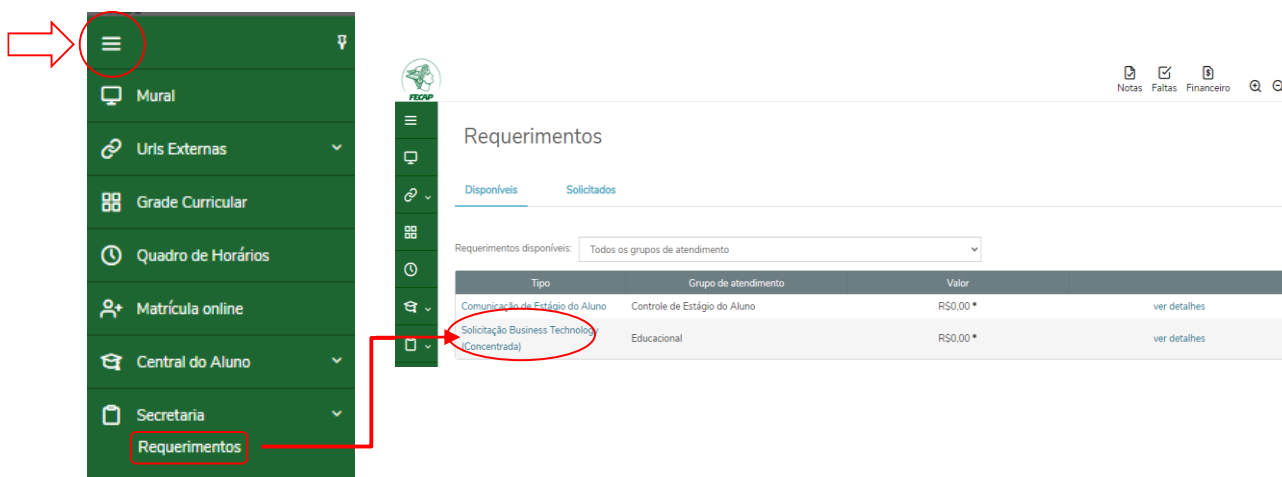 Mural
Urls Externas
Grade Curricular
Quadro de Horários
Matrícula online
Central do Aluno
Secretaria
Requerimentos
FECAP
Notas Faltas Financeiro
Requerimentos
Disponíveis Solicitados
Requerimentos disponíveis: Todos os grupos de atendimento
Tipo Grupo de atendimento Valor
Comunicação de Estágio do Aluno Controle de Estágio do Aluno R$0,00 * ver detalhes
Solicitação Business Technology
(Concentrada) Educacional R$0,00 * ver detalhes